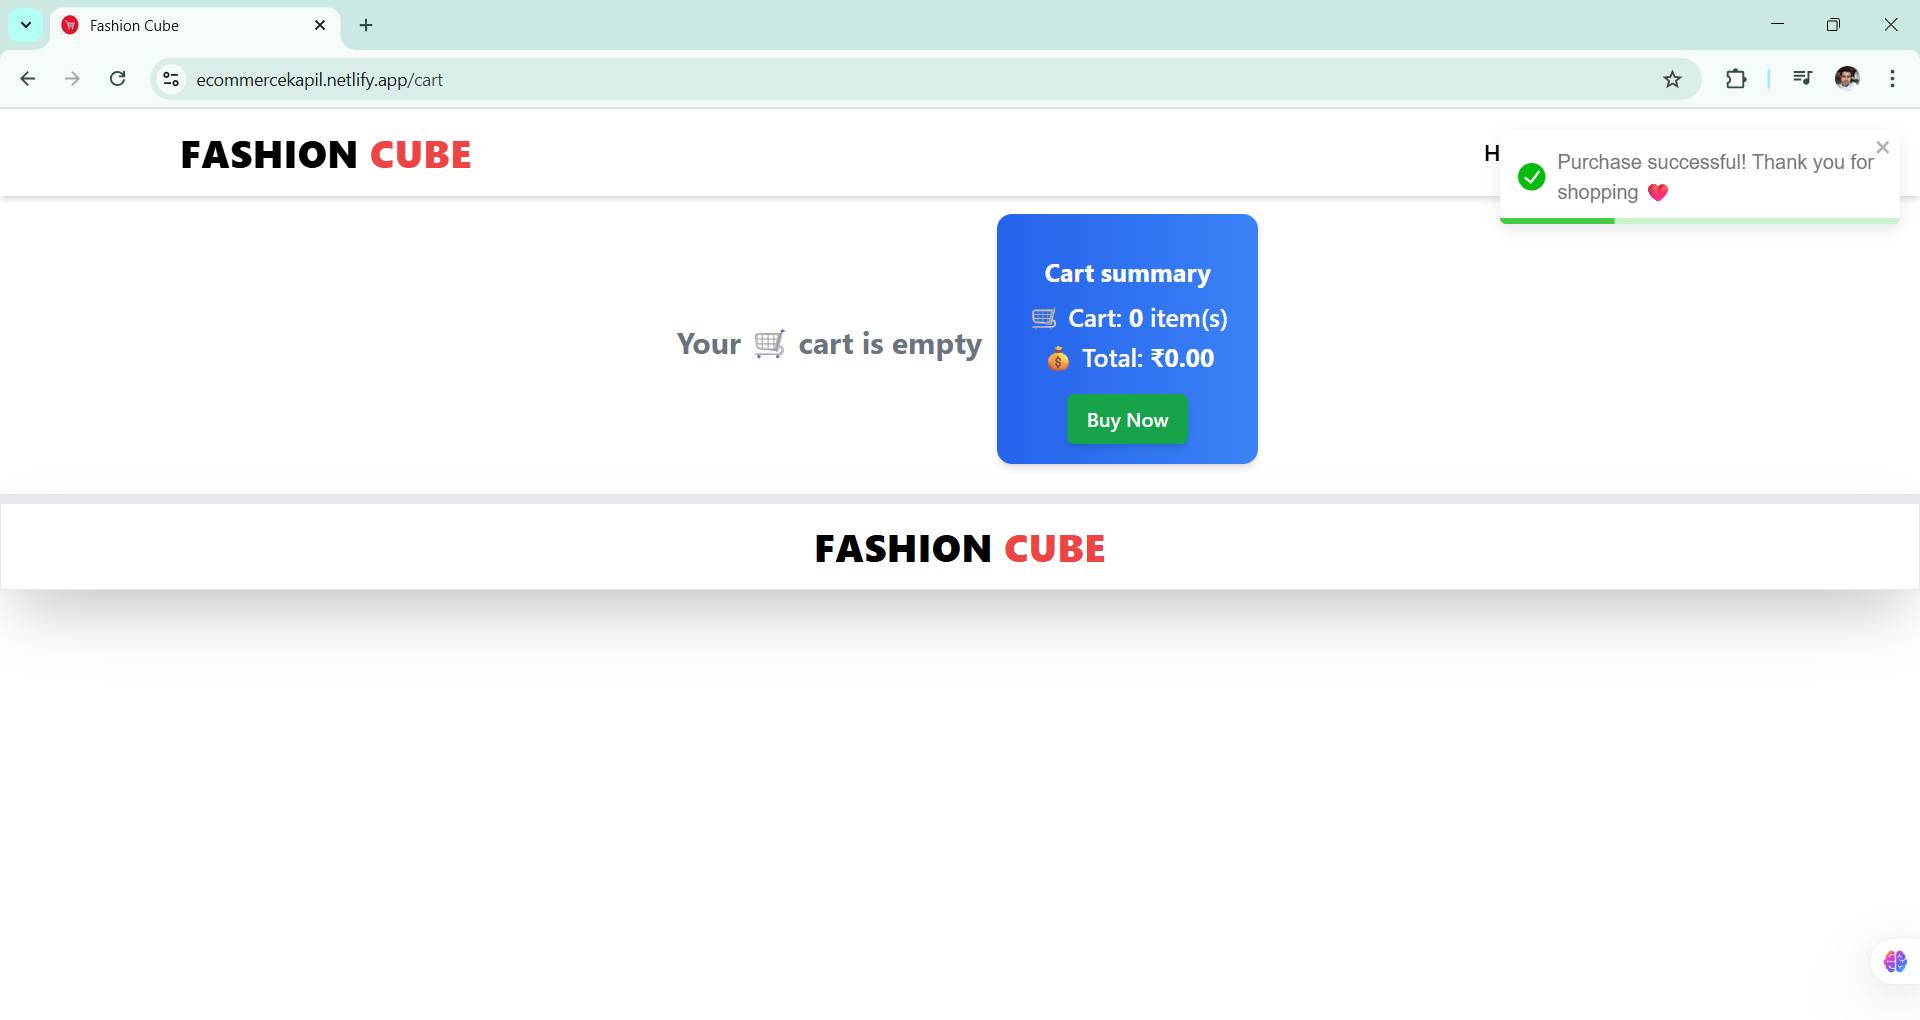 Fashion Cube
ecommercekapil.netlify.app/cart
FASHION CUBE
H
Purchase successful! Thank you for
shopping ❤️
Your 🛒 cart is empty
Cart summary
🛒 Cart: 0 item(s)
💰 Total: ₹0.00
Buy Now
FASHION CUBE